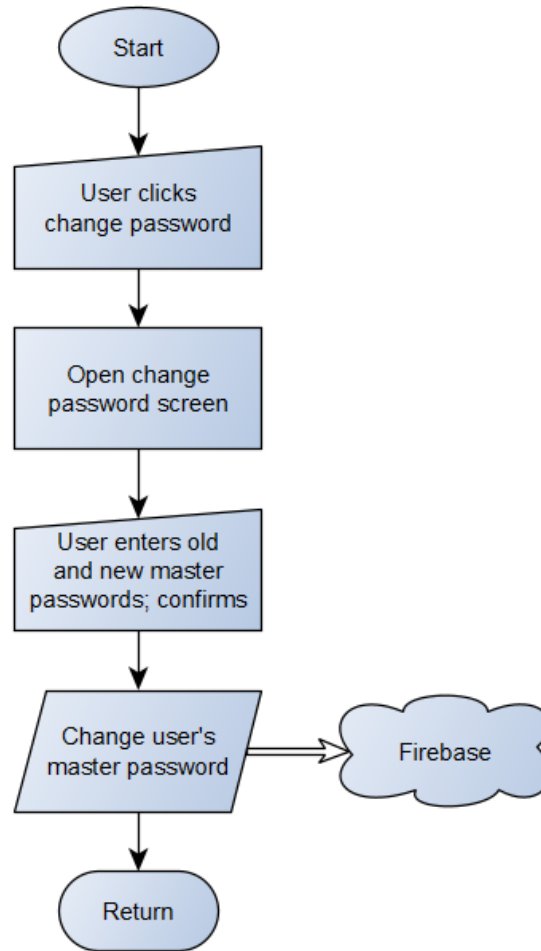 Start
User clicks
change password
Open change
password screen
User enters old
and new master
passwords; confirms
Change user's
master password
Firebase
Return